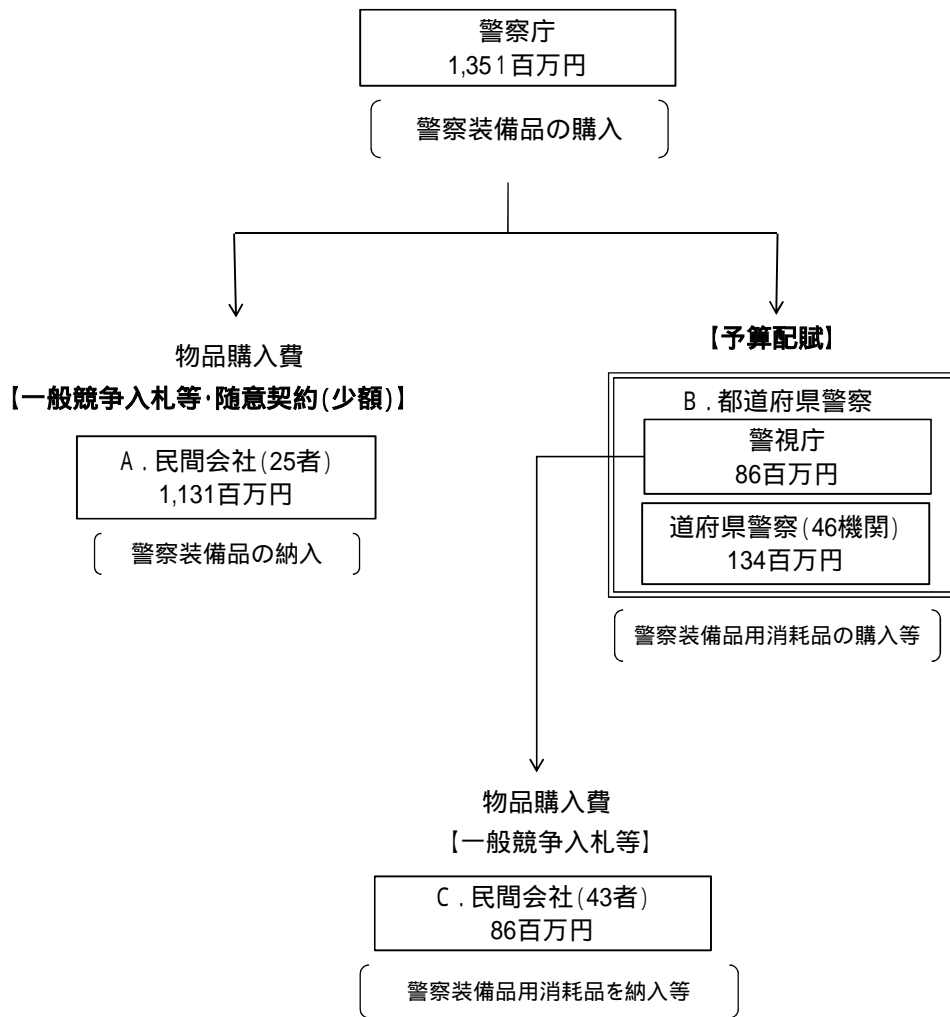 警察庁
1,351百万円
警察装備品の購入
物品購入費
【一般競争入札等・随意契約(少額)】
A．民間会社(25者)
1,131百万円
警察装備品の納入
【予算配賦】
B．都道府県警察
警視庁
86百万円
道府県警察(46機関)
134百万円
警察装備品用消耗品の購入等
物品購入費
【一般競争入札等】
C．民間会社(43者)
86百万円
警察装備品用消耗品を納入等